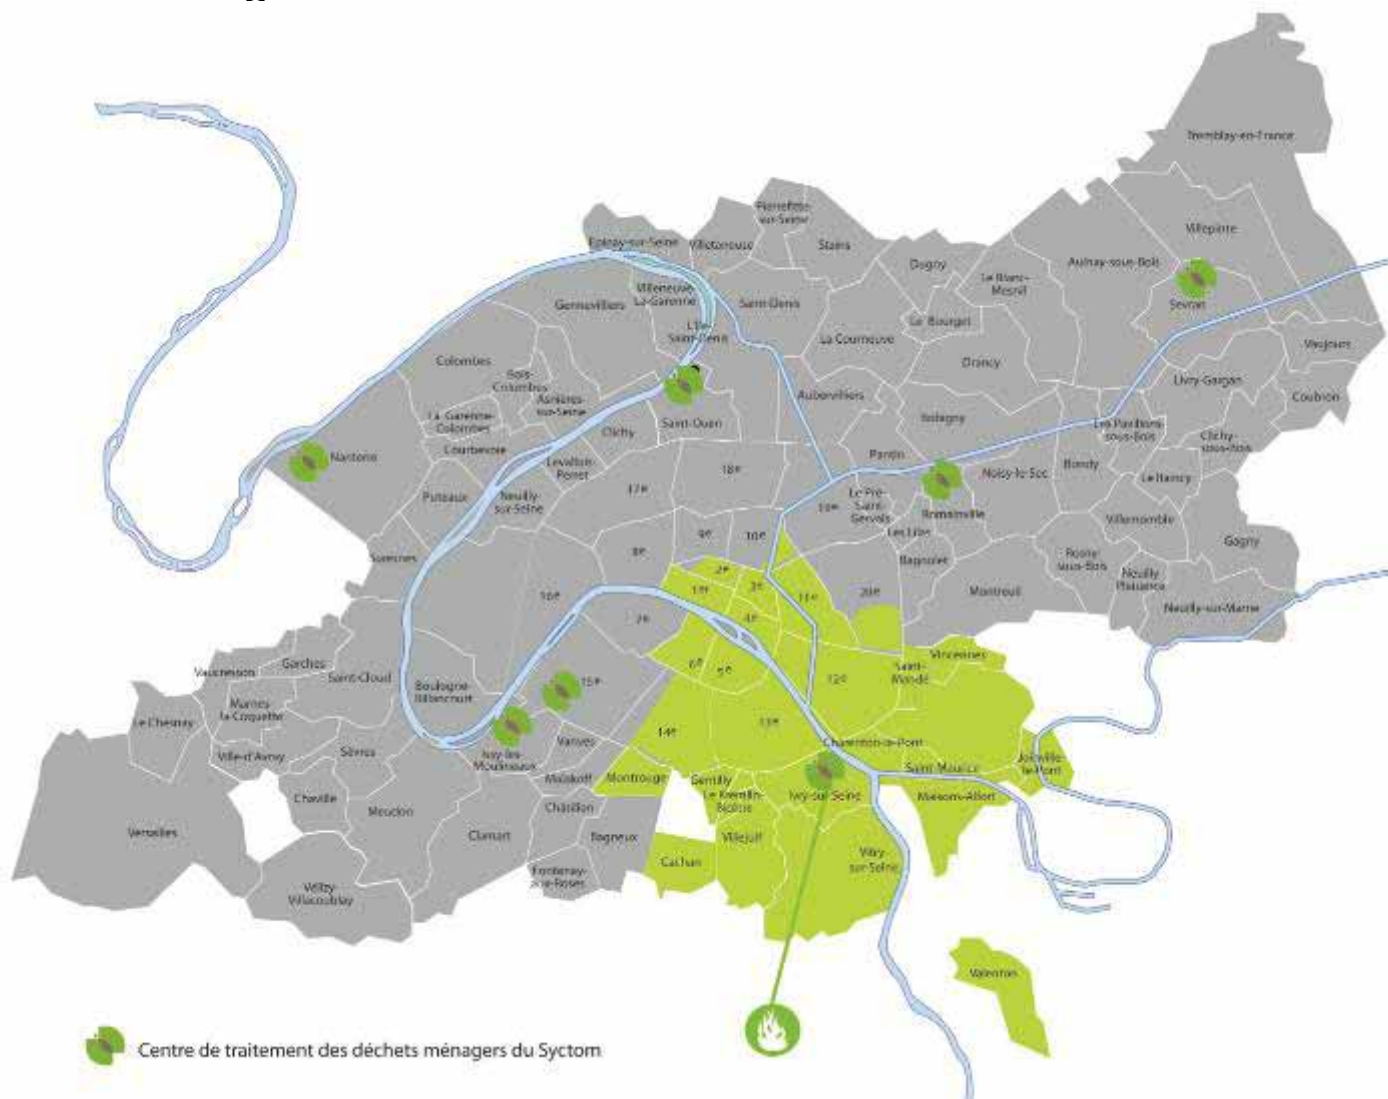 Tremblay-en-France
Pierrefitte-
sur-Seine
Villepinte
Epinay-sur-Seine
Villetaneuse
Stains
Dugny
Aulnay-sous-Bois
Le Blanc-
Mesnil
Villeneuve-
La-Garenne
Gennevilliers
Saint-Denis
Sevran
L'Ile-
Saint-Denis
Le Bourget
La Courneuve
Vaujours
Colombes
Drancy
Bois-
Colombes
Livry-Gargan
Asnières-
sur-Seine
Aubervilliers
Coubron
La Garenne-
Colombes
Bobigny
Saint-Ouen
Les Pavillons-
sous-Bois
Clichy
Clichy-
sous-Bois
Courbevoie
Nanterre
Pantin
Levallois-
Perret
18e
Noisy-le-Sec
Bondy
Le Raincy
17e
Puteaux
Neuilly-
sur-Seine
Le Pré-
Saint-
Gervais
19e
Romainville
Villemomble
Les Lilas
9e
10e
Gagny
8e
Suresnes
Bagnolet
Rosny-
sous-Bois
2e
Neuilly
Plaisance
3e
1er
11e
20e
Montreuil
16e
Neuilly-sur-Marne
7e
4e
Vincennes
Garches
Vaucresson
6e
5e
Saint-
Mandé
Saint-Cloud
12e
15e
Boulogne-
Billancourt
Marnes-
la-Coquette
Le Chesnay
13e
14e
Vanves
Charenton-le-Pont
Sèvres
Ville-d'Avray
Issy-les-
Moulineaux
Joinville-
le-Pont
Saint-Maurice
Malakoff
Montrouge
Gentilly
Le Kremlin-
Bicêtre
Ivry-sur Seine
Maisons-Alfort
Chaville
Châtillon
Meudon
Versailles
Clamart
Bagneux
Villejuif
Vitry-
sur-Seine
Cachan
Fontenay-
aux-Roses
Vélizy-
Villacoublay
Valenton
Centre de traitement des déchets ménagers du Syctom